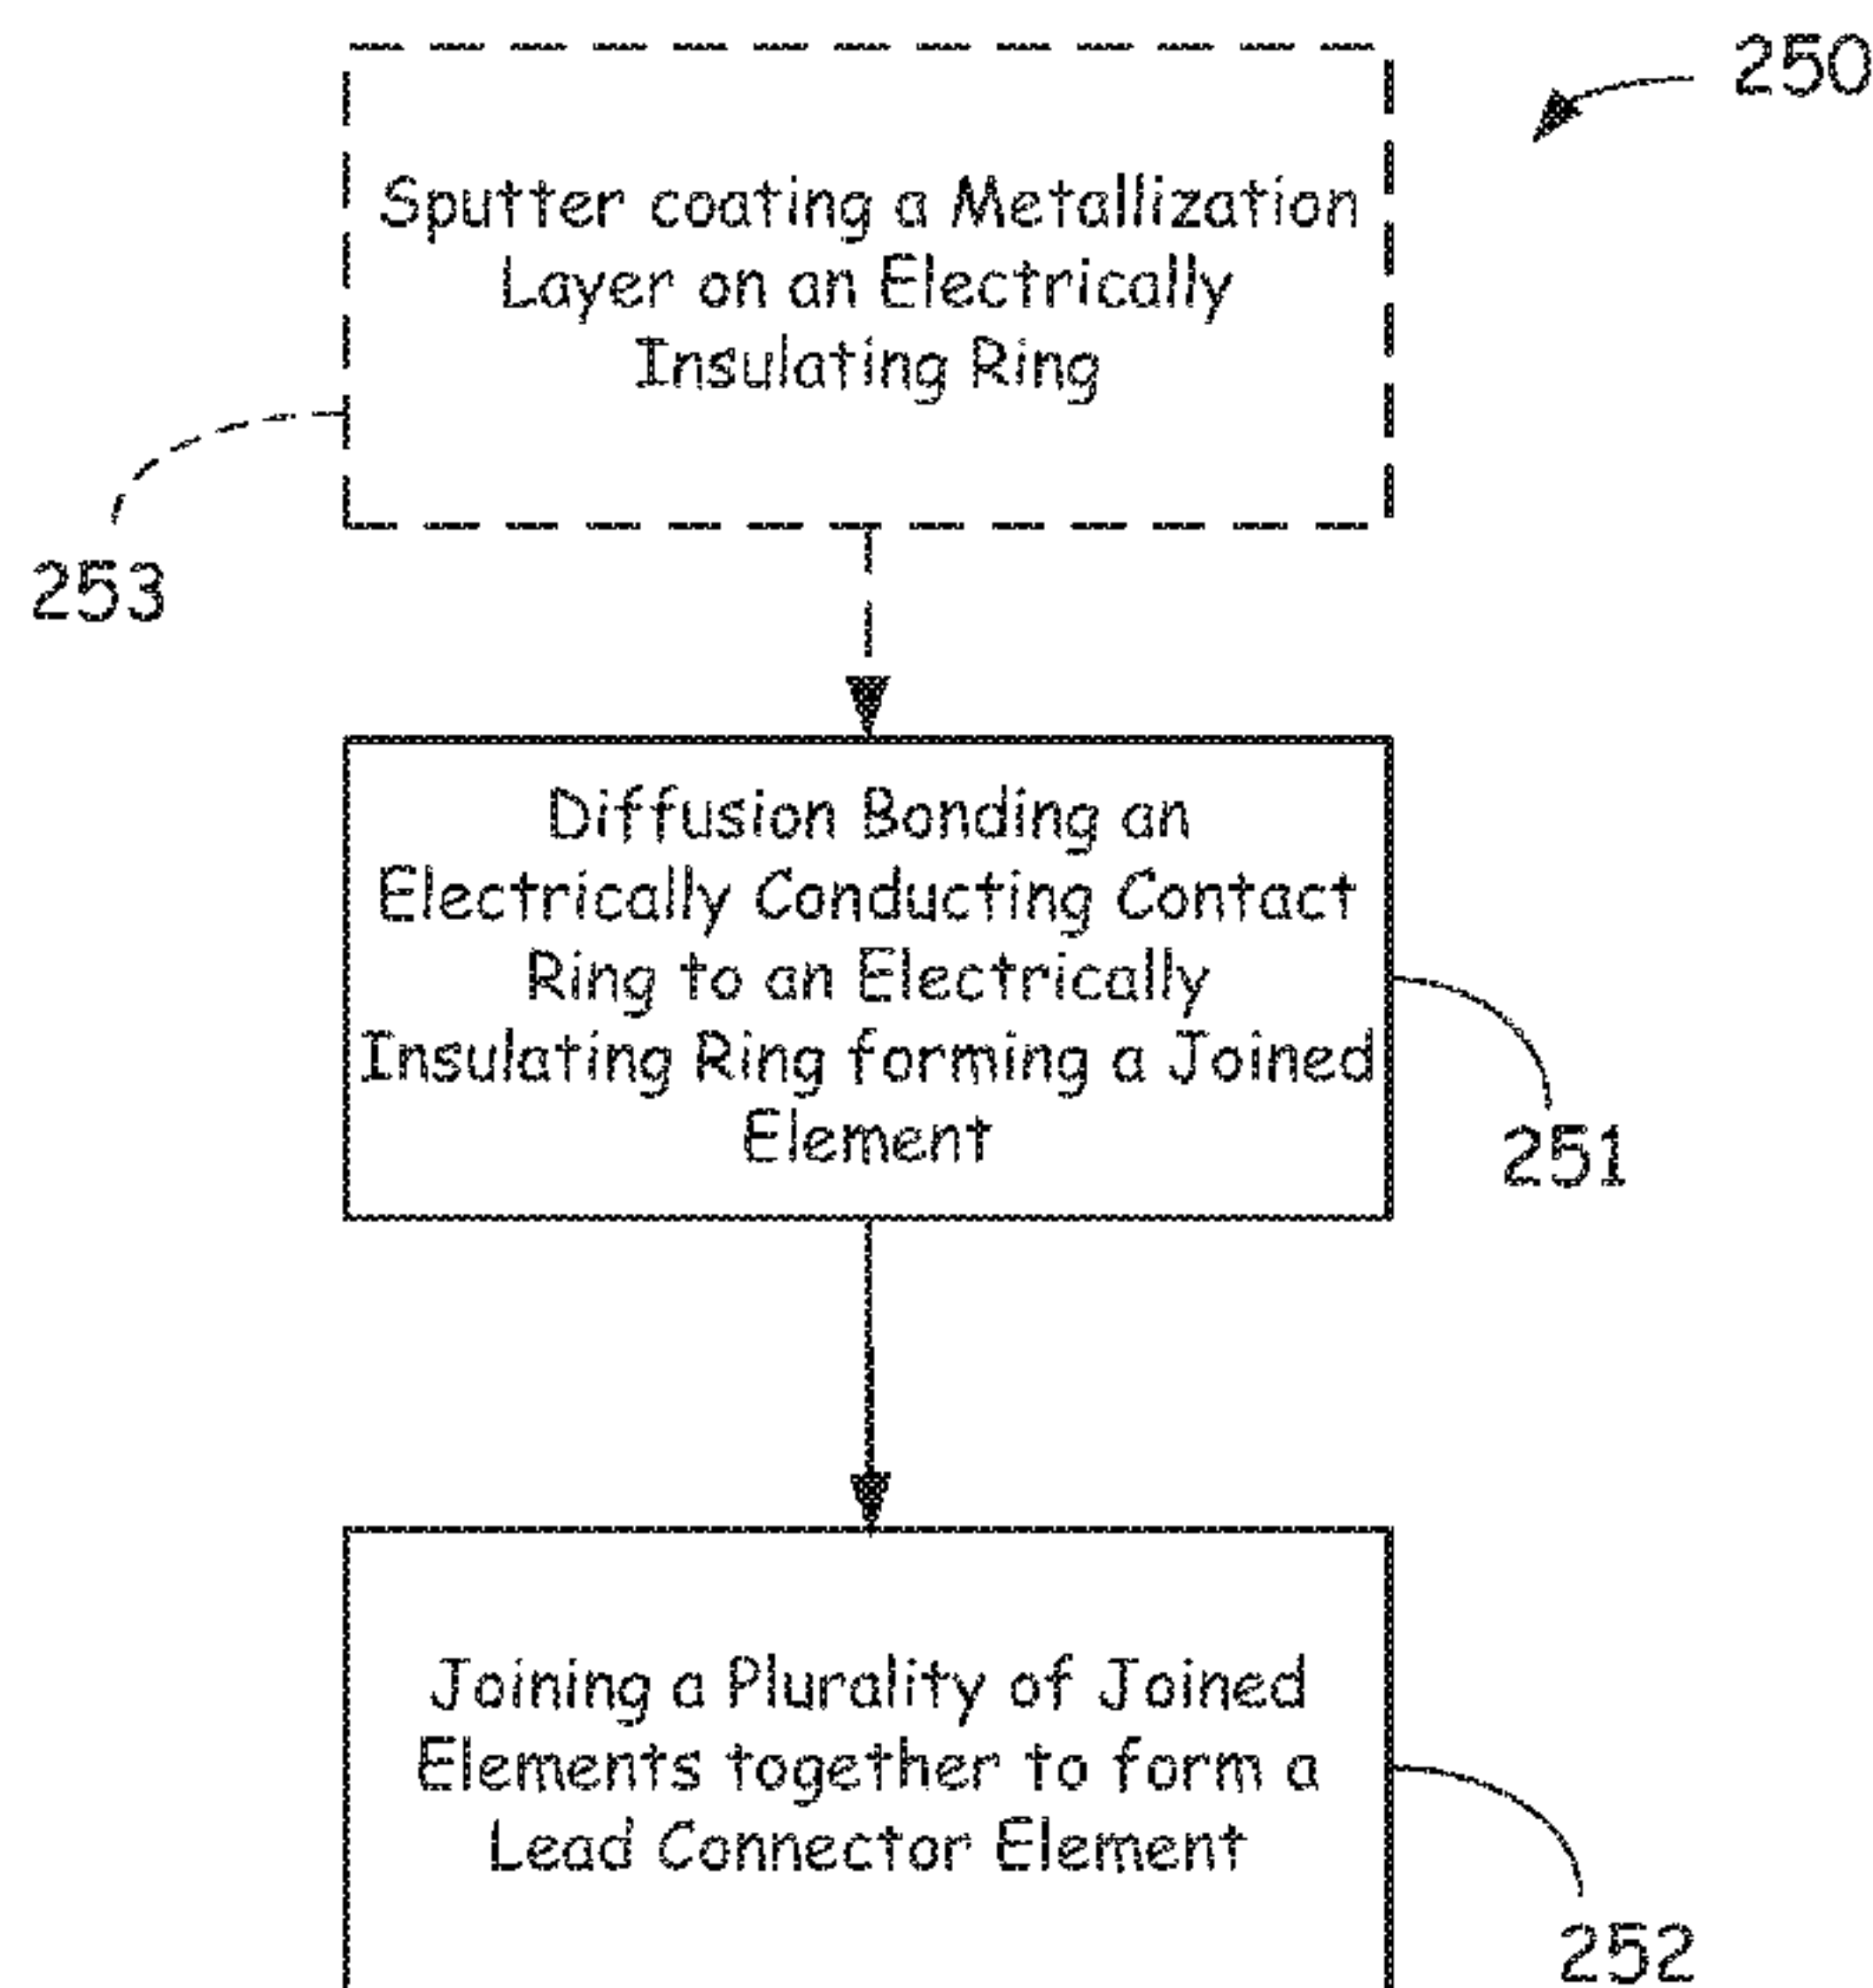 250
Sputter coating a Metallization
Layer on an Electrically
Insulating Ring
253
Diffusion Bonding an
Electrically Conducting Contact
Ring to an Electrically
Insulating Ring forming a Joined
Element
251
Joining a Plurality of Joined
Elements together to form a
Lead Connector Element
252